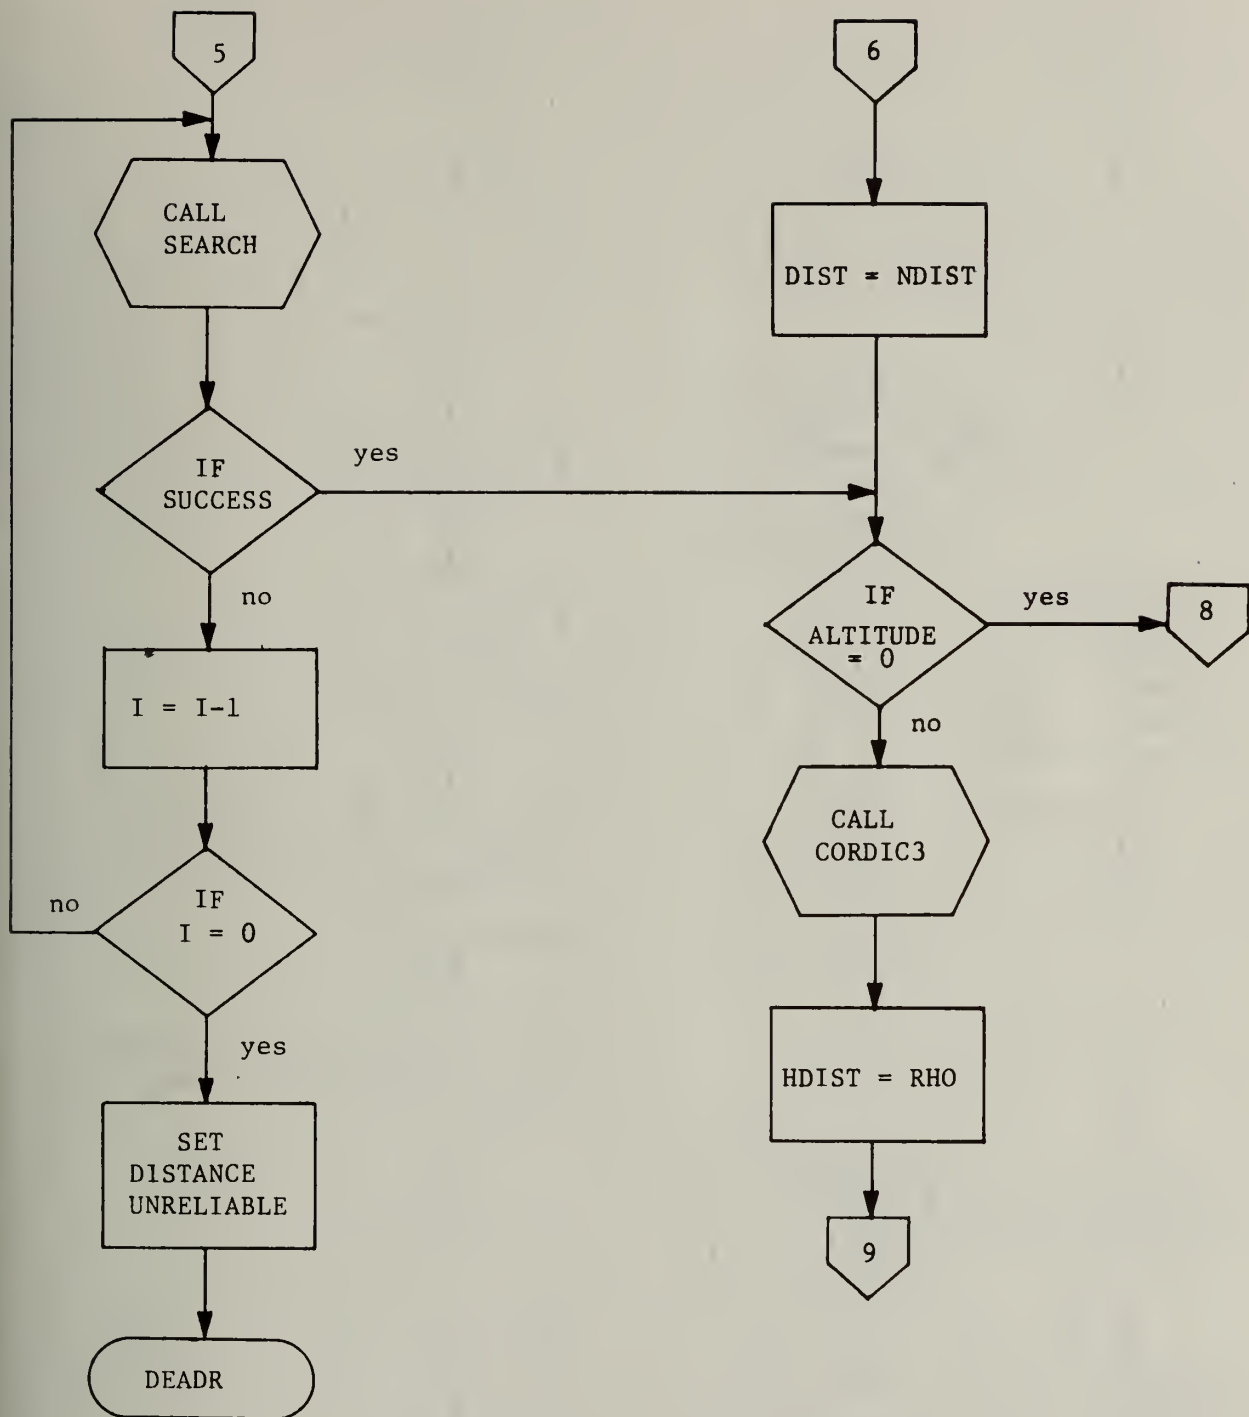 5
CALL
SEARCH
IF
SUCCESS
yes
no
I = I-1
IF
I = 0
no
yes
SET
DISTANCE
UNRELIABLE
DEADR
6
DIST = NDIST
IF
ALTITUDE
= 0
yes
8
no
CALL
CORDIC3
HDIST = RHO
9